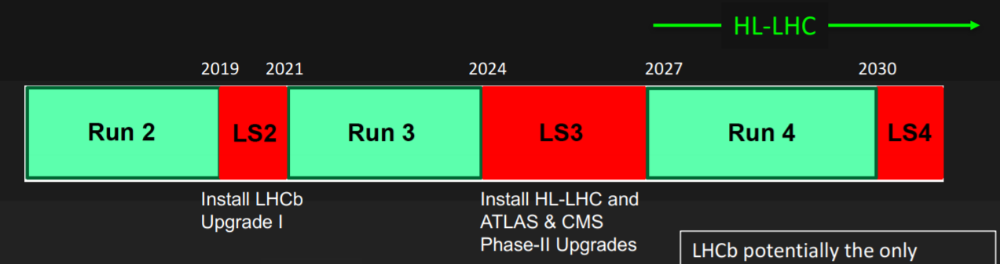 HL-LHC
2019 2021 2024 2027 2030
Run 2 LS2 Run 3 LS3 Run 4 LS4
Install LHCb
Upgrade I
Install HL-LHC and
ATLAS & CMS
Phase-II Upgrades
LHCb potentially the only